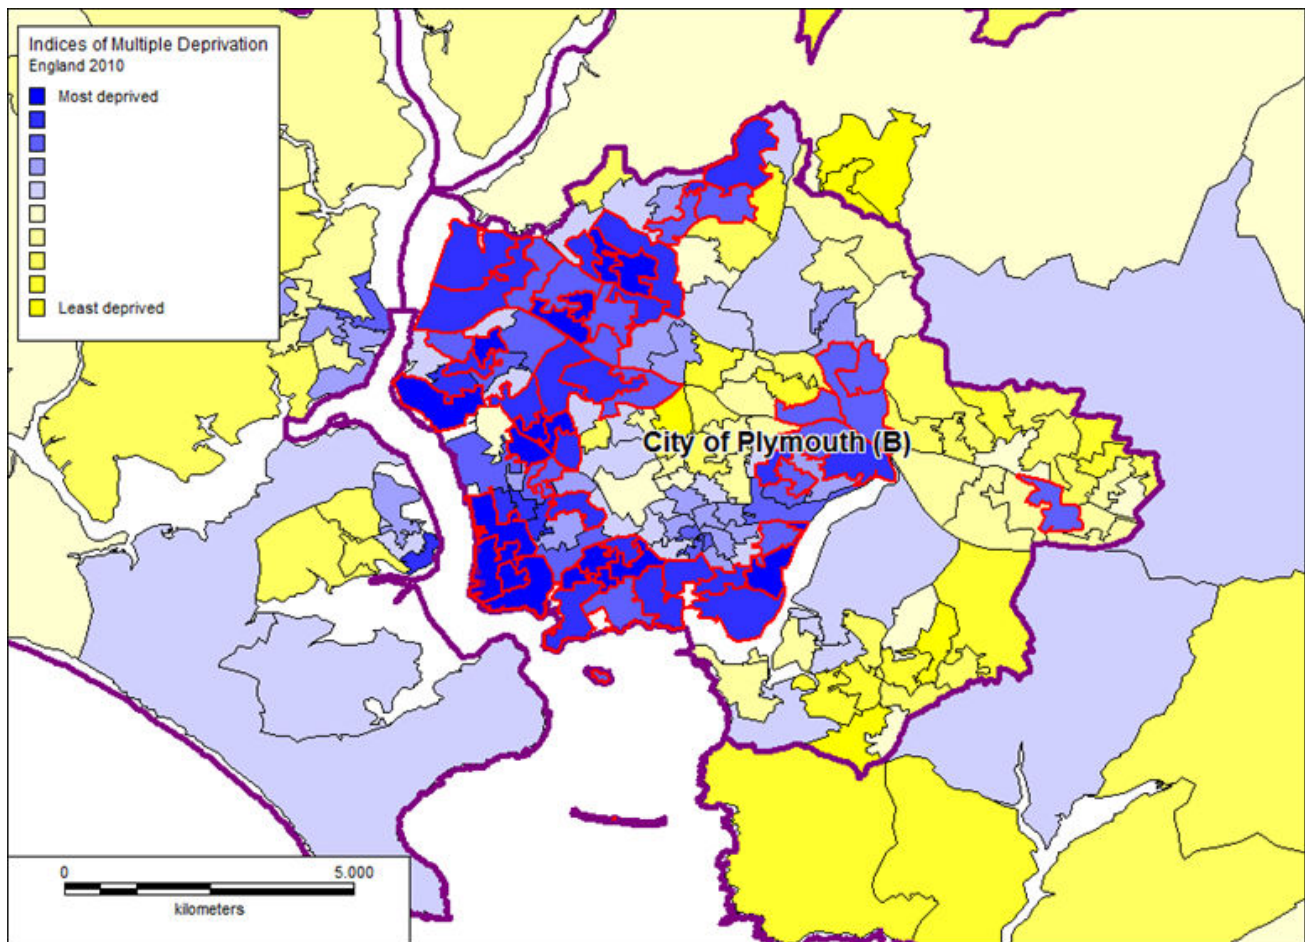 Indices of Multiple Deprivation
England 2010
Most deprived
Least deprived
City of Plymouth (B)
0 5.000
kilometers